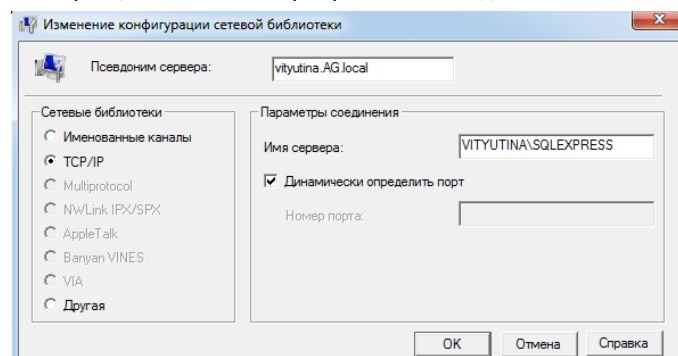 Изменение конфигурации сетевой библиотеки
Псевдоним сервера: vityutina.AG.local
Сетевые библиотеки
Именованные каналы
TCP/IP
Multiprotocol
NWLink IPX/SPX
AppleTalk
Banyan VINES
VIA
Другая
Параметры соединения
Имя сервера: VITYUTINA\SQLEXPRESS
Динамически определить порт
Номер порта:
OK Отмена Справка